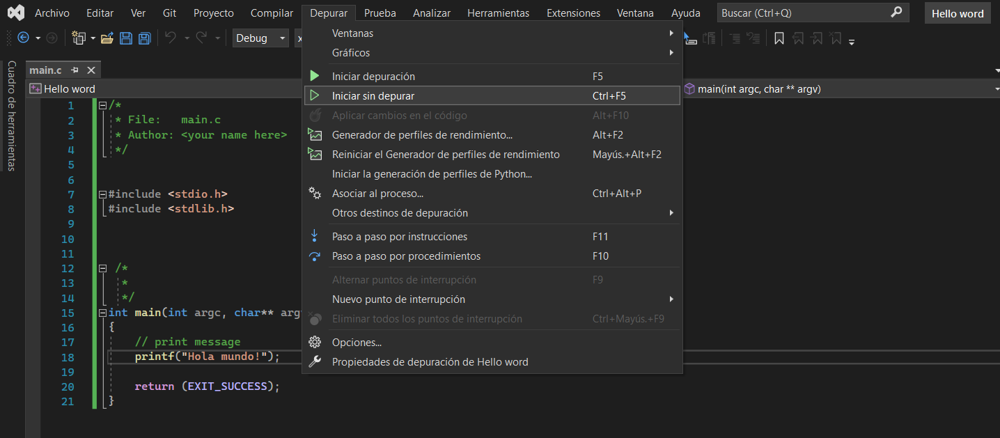 Archivo Editar Ver Git Proyecto Compilar Depurar Prueba Analizar Herramientas Extensiones Ventana Ayuda Buscar (Ctrl+Q) Hello word
Debug x
Cuadro de herramientas
main.c
Hello word
main(int argc, char ** argv)
1 /*
2 * File:   main.c
3 * Author: <your name here>
4 */
5
6
7 #include <stdio.h>
8 #include <stdlib.h>
9
10
11
12 /*
13 *
14 */
15 int main(int argc, char** arg
16 {
17 // print message
18 printf("Hola mundo!");
19
20 return (EXIT_SUCCESS);
21 }
Ventanas
Gráficos
Iniciar depuración F5
Iniciar sin depurar Ctrl+F5
Aplicar cambios en el código Alt+F10
Generador de perfiles de rendimiento... Alt+F2
Reiniciar el Generador de perfiles de rendimiento Mayús.+Alt+F2
Iniciar la generación de perfiles de Python...
Asociar al proceso... Ctrl+Alt+P
Otros destinos de depuración
Paso a paso por instrucciones F11
Paso a paso por procedimientos F10
Alternar puntos de interrupción F9
Nuevo punto de interrupción
Eliminar todos los puntos de interrupción Ctrl+Mayús.+F9
Opciones...
Propiedades de depuración de Hello word